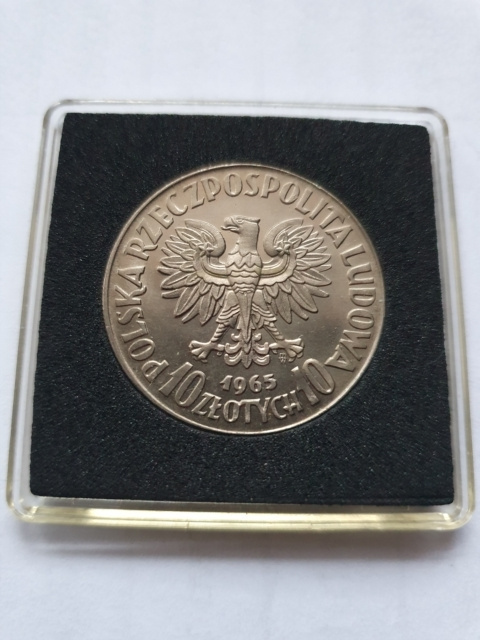 POLSKA RZECZPOSPOLITA LUDOWA
1965
10 ZŁOTYCH 10